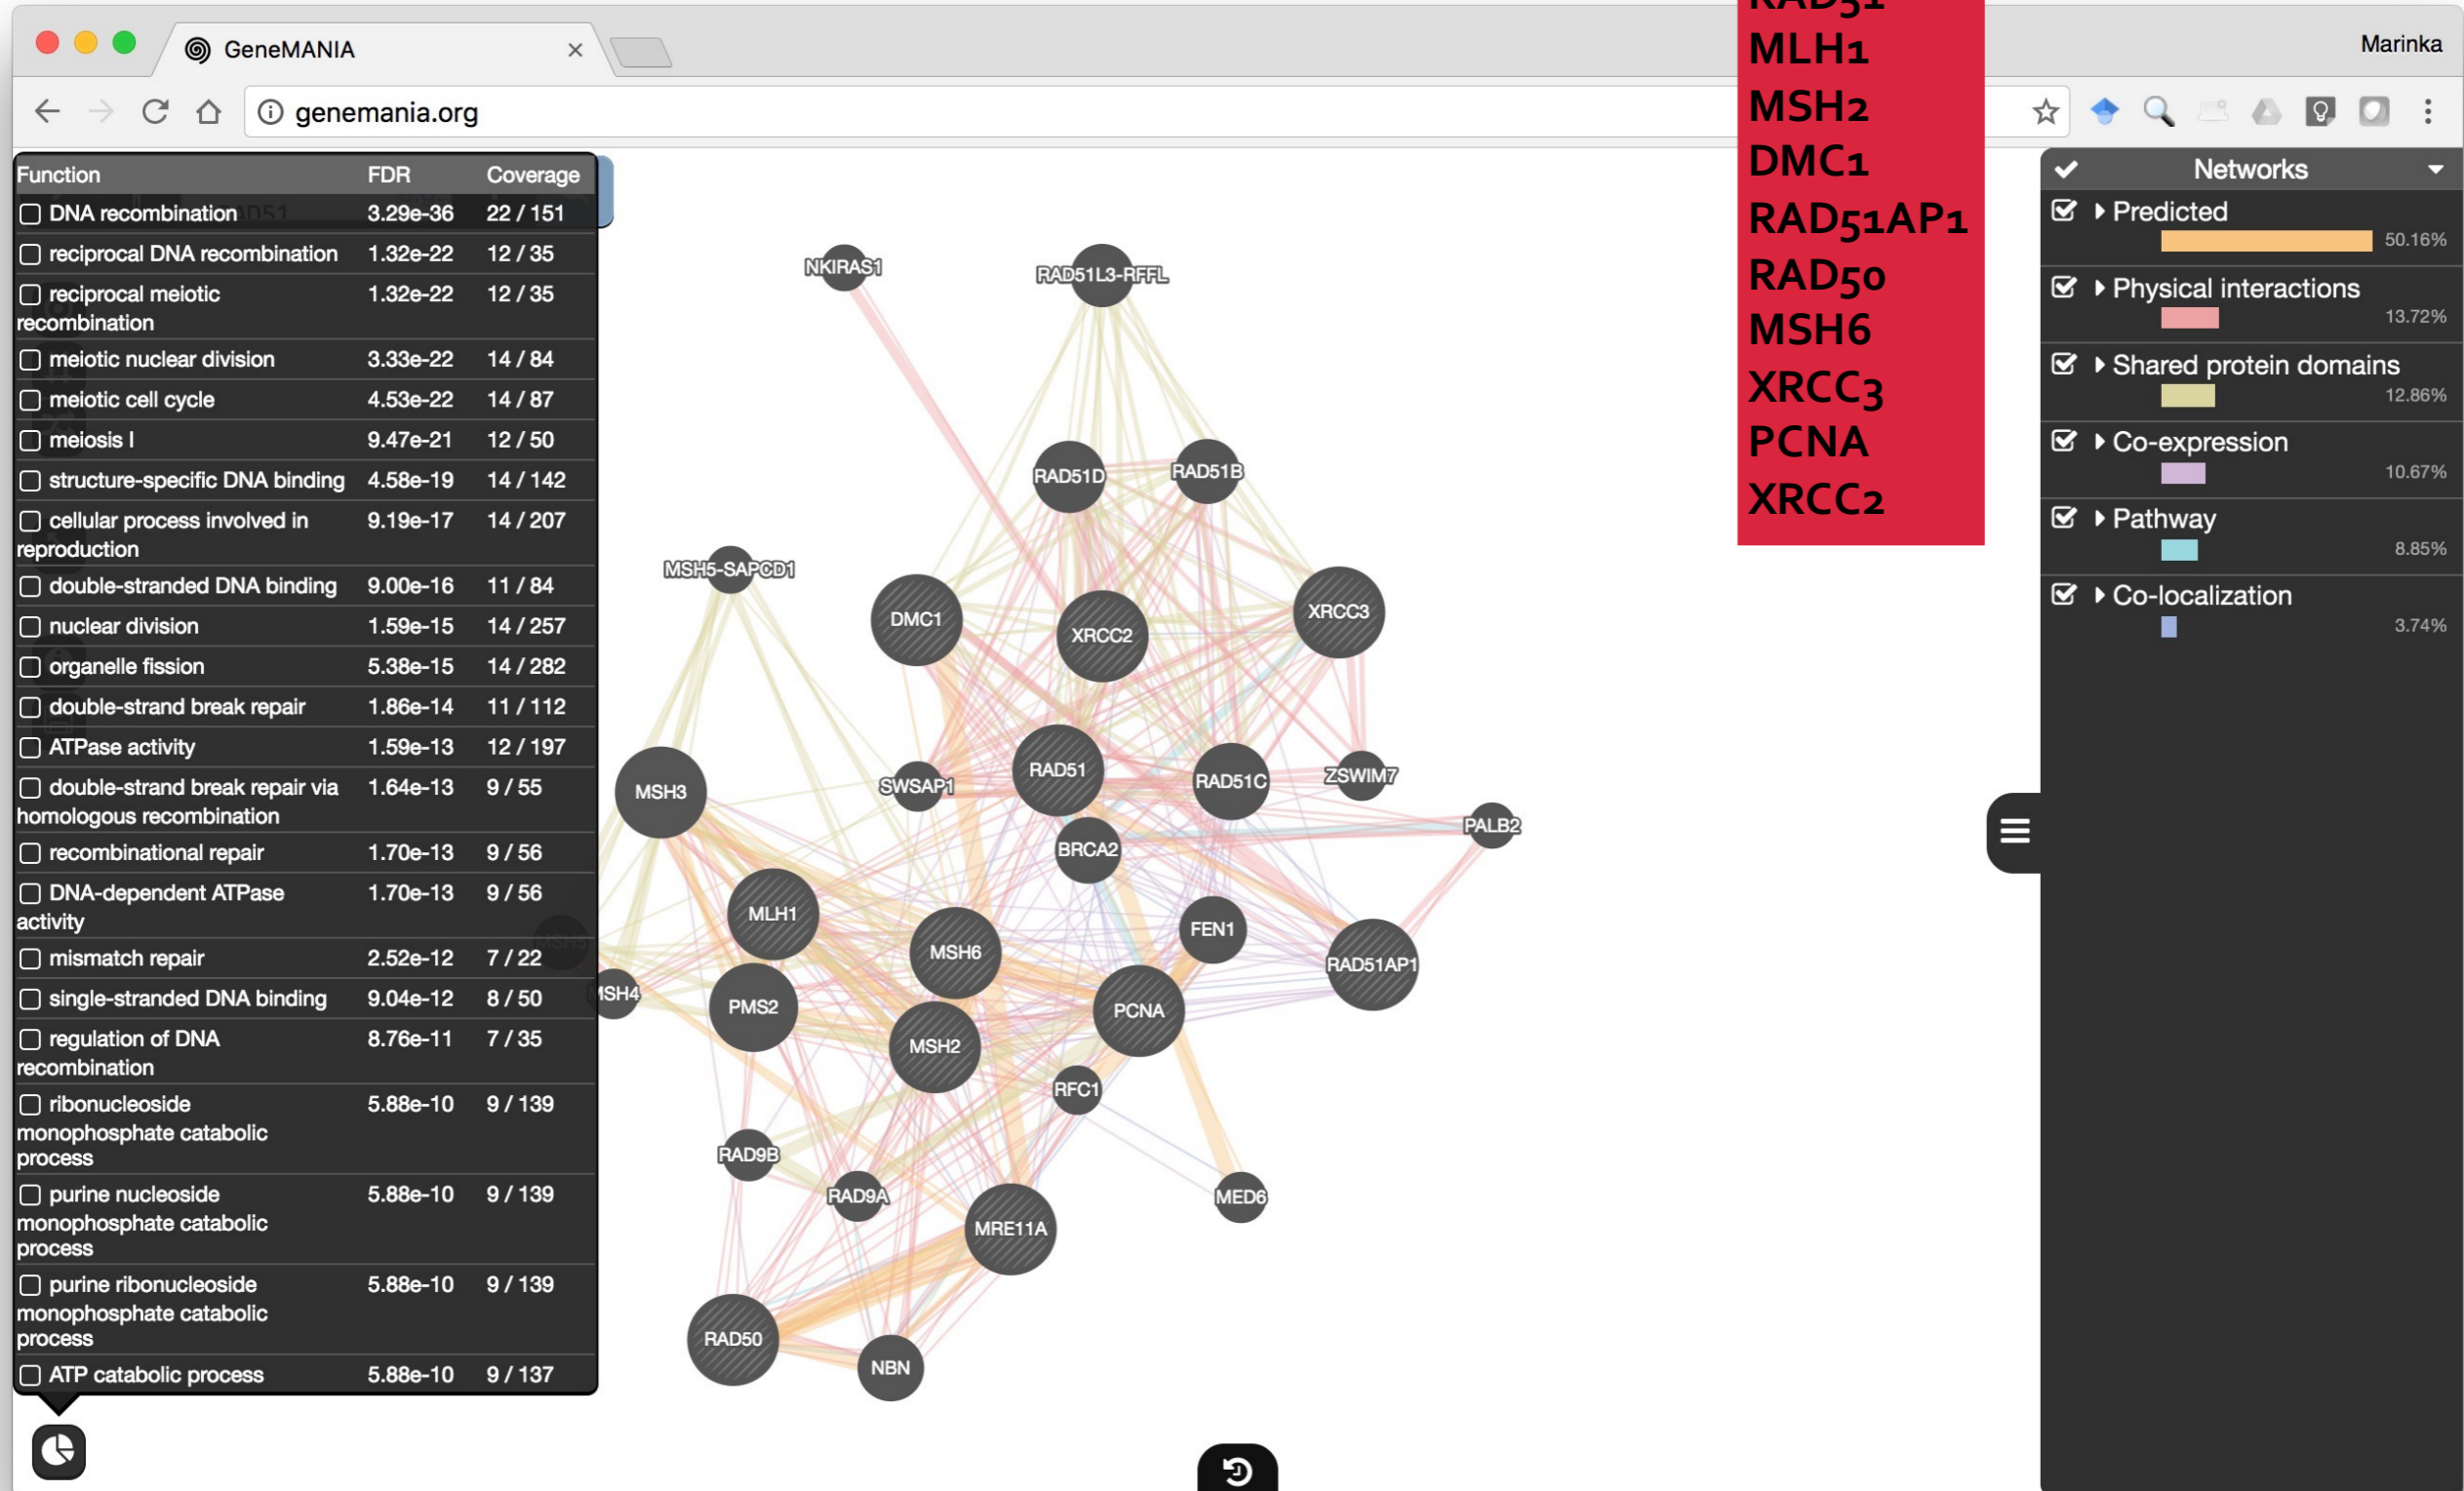 GeneMANIA
Marinka
genemania.org
RAD51
MLH1
MSH2
DMC1
RAD51AP1
RAD50
MSH6
XRCC3
PCNA
XRCC2
Function FDR Coverage
DNA recombination 3.29e-36 22 / 151
reciprocal DNA recombination 1.32e-22 12 / 35
reciprocal meiotic 1.32e-22 12 / 35
recombination
meiotic nuclear division 3.33e-22 14 / 84
meiotic cell cycle 4.53e-22 14 / 87
meiosis I 9.47e-21 12 / 50
structure-specific DNA binding 4.58e-19 14 / 142
cellular process involved in 9.19e-17 14 / 207
reproduction
double-stranded DNA binding 9.00e-16 11 / 84
nuclear division 1.59e-15 14 / 257
organelle fission 5.38e-15 14 / 282
double-strand break repair 1.86e-14 11 / 112
ATPase activity 1.59e-13 12 / 197
double-strand break repair via 1.64e-13 9 / 55
homologous recombination
recombinational repair 1.70e-13 9 / 56
DNA-dependent ATPase 1.70e-13 9 / 56
activity
mismatch repair 2.52e-12 7 / 22
single-stranded DNA binding 9.04e-12 8 / 50
regulation of DNA 8.76e-11 7 / 35
recombination
ribonucleoside 5.88e-10 9 / 139
monophosphate catabolic
process
purine nucleoside 5.88e-10 9 / 139
monophosphate catabolic
process
purine ribonucleoside 5.88e-10 9 / 139
monophosphate catabolic
process
ATP catabolic process 5.88e-10 9 / 137
NKIRAS1
RAD51L3-RFFL
RAD51D
RAD51B
MSH5-SAPCD1
DMC1
XRCC2
XRCC3
MSH3
SWSAP1
RAD51
RAD51C
ZSWIM7
PALB2
BRCA2
MLH1
MSH6
FEN1
RAD51AP1
MSH5
MSH4
PMS2
MSH2
PCNA
RFC1
RAD9B
RAD9A
MRE11A
MED6
RAD50
NBN
Networks
Predicted
50.16%
Physical interactions
13.72%
Shared protein domains
12.86%
Co-expression
10.67%
Pathway
8.85%
Co-localization
3.74%